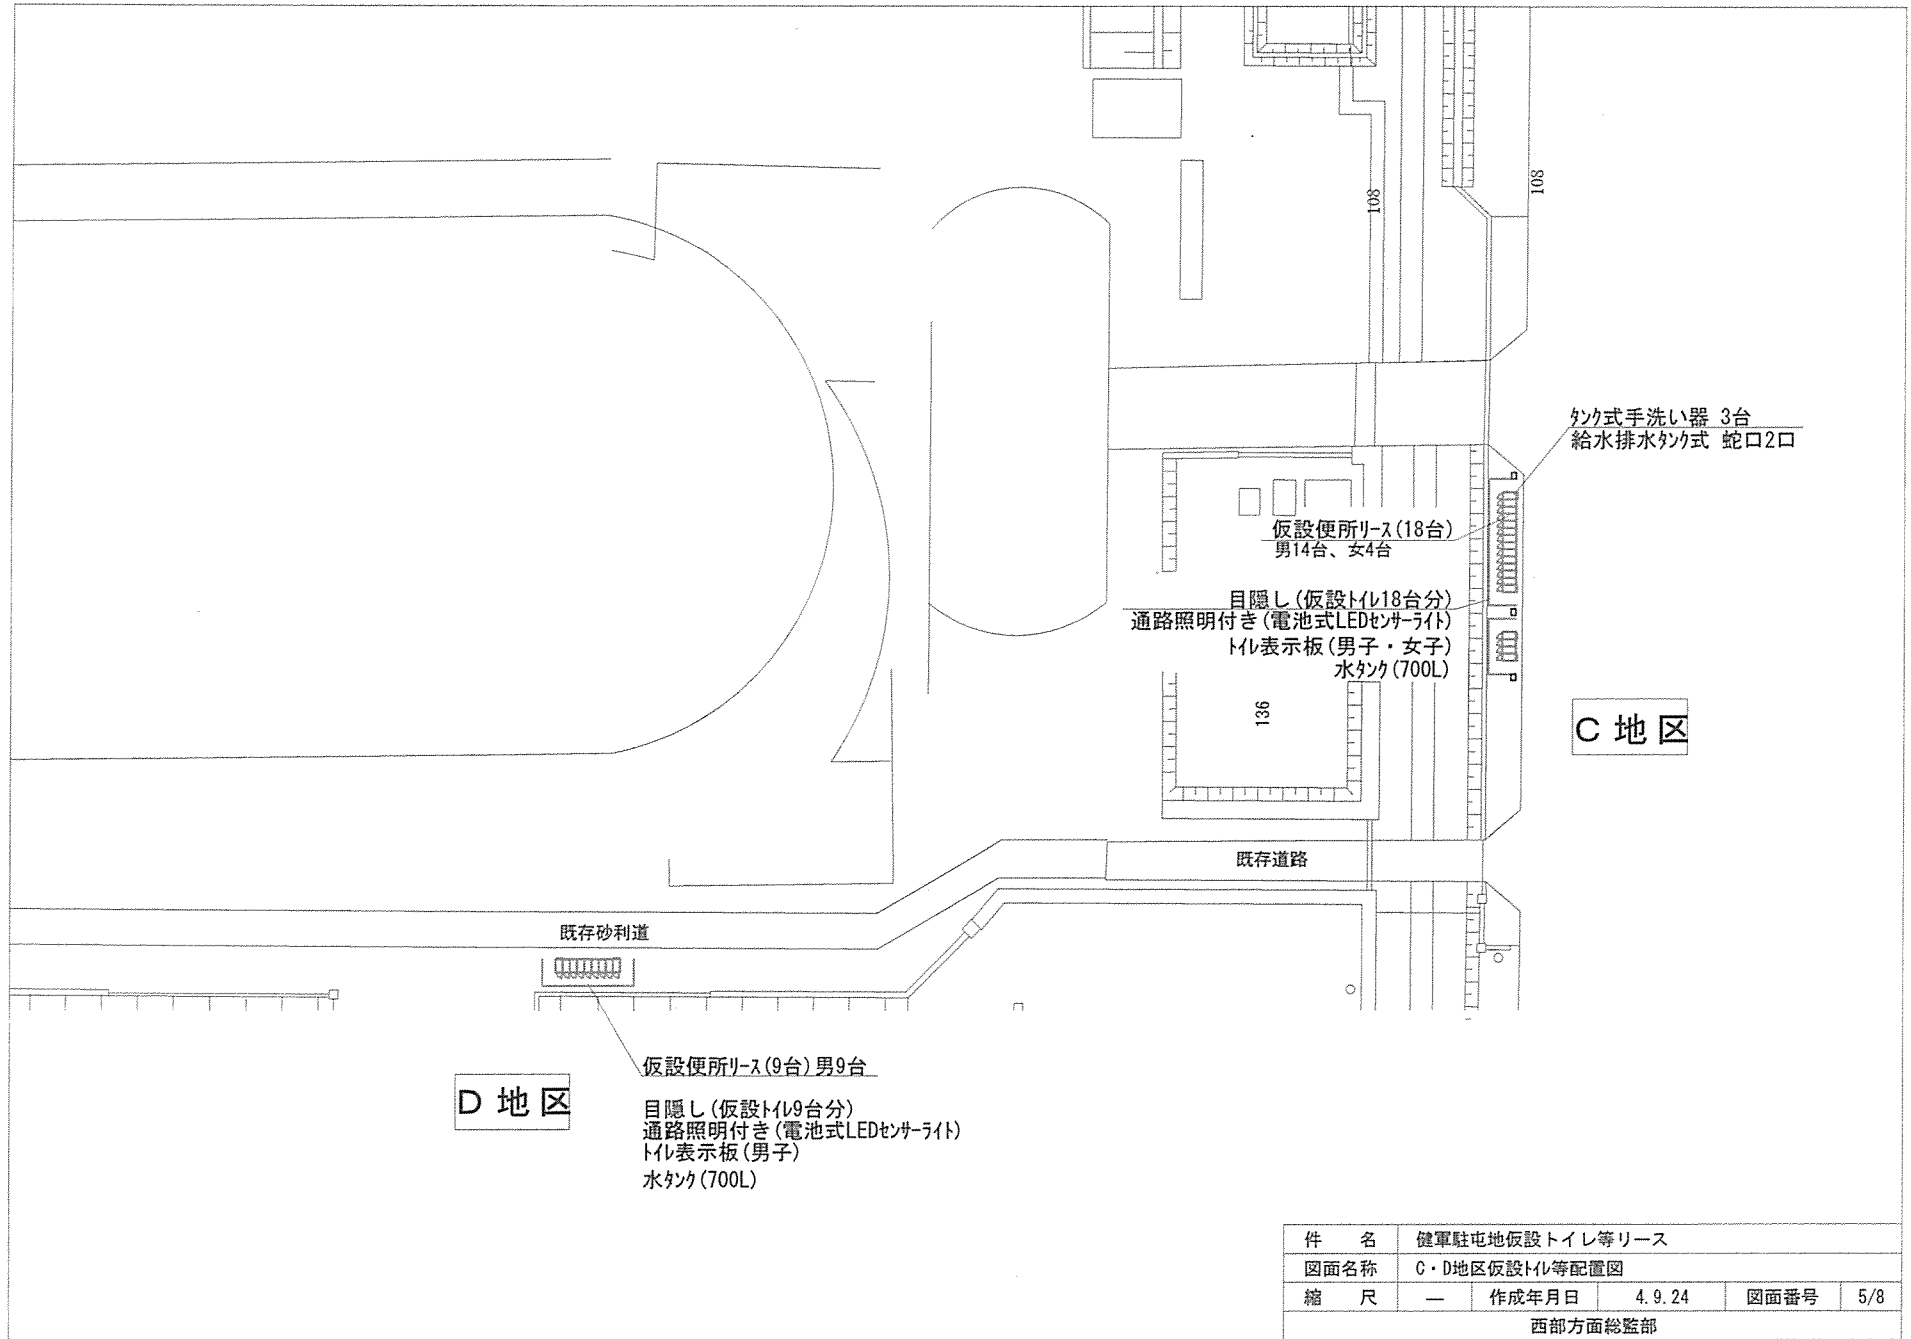 108
108
タンク式手洗い器 3台
給水排水タンク式 蛇口2口
仮設便所リース(18台)
男14台、女4台
目隠し(仮設トイレ18台分)
通路照明付き(電池式LEDセンサーライト)
トイレ表示板(男子・女子)
水タンク(700L)
136
C 地区
既存道路
既存砂利道
仮設便所リース(9台)男9台
D 地区
目隠し(仮設トイレ9台分)
通路照明付き(電池式LEDセンサーライト)
トイレ表示板(男子)
水タンク(700L)
件 名 健軍駐屯地仮設トイレ等リース
図面名称 C・D地区仮設トイレ等配置図
縮 尺 — 作成年月日 4.9.24 図面番号 5/8
西部方面総監部